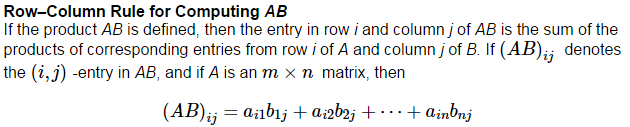 Row–Column Rule for Computing AB
If the product AB is defined, then the entry in row i and column j of AB is the sum of the
products of corresponding entries from row i of A and column j of B. If (AB)ᵢⱼ denotes
the (i,j) -entry in AB, and if A is an m × n matrix, then
(AB)ᵢⱼ = aᵢ₁b₁ⱼ + aᵢ₂b₂ⱼ + ⋯ + aᵢₙbₙⱼ